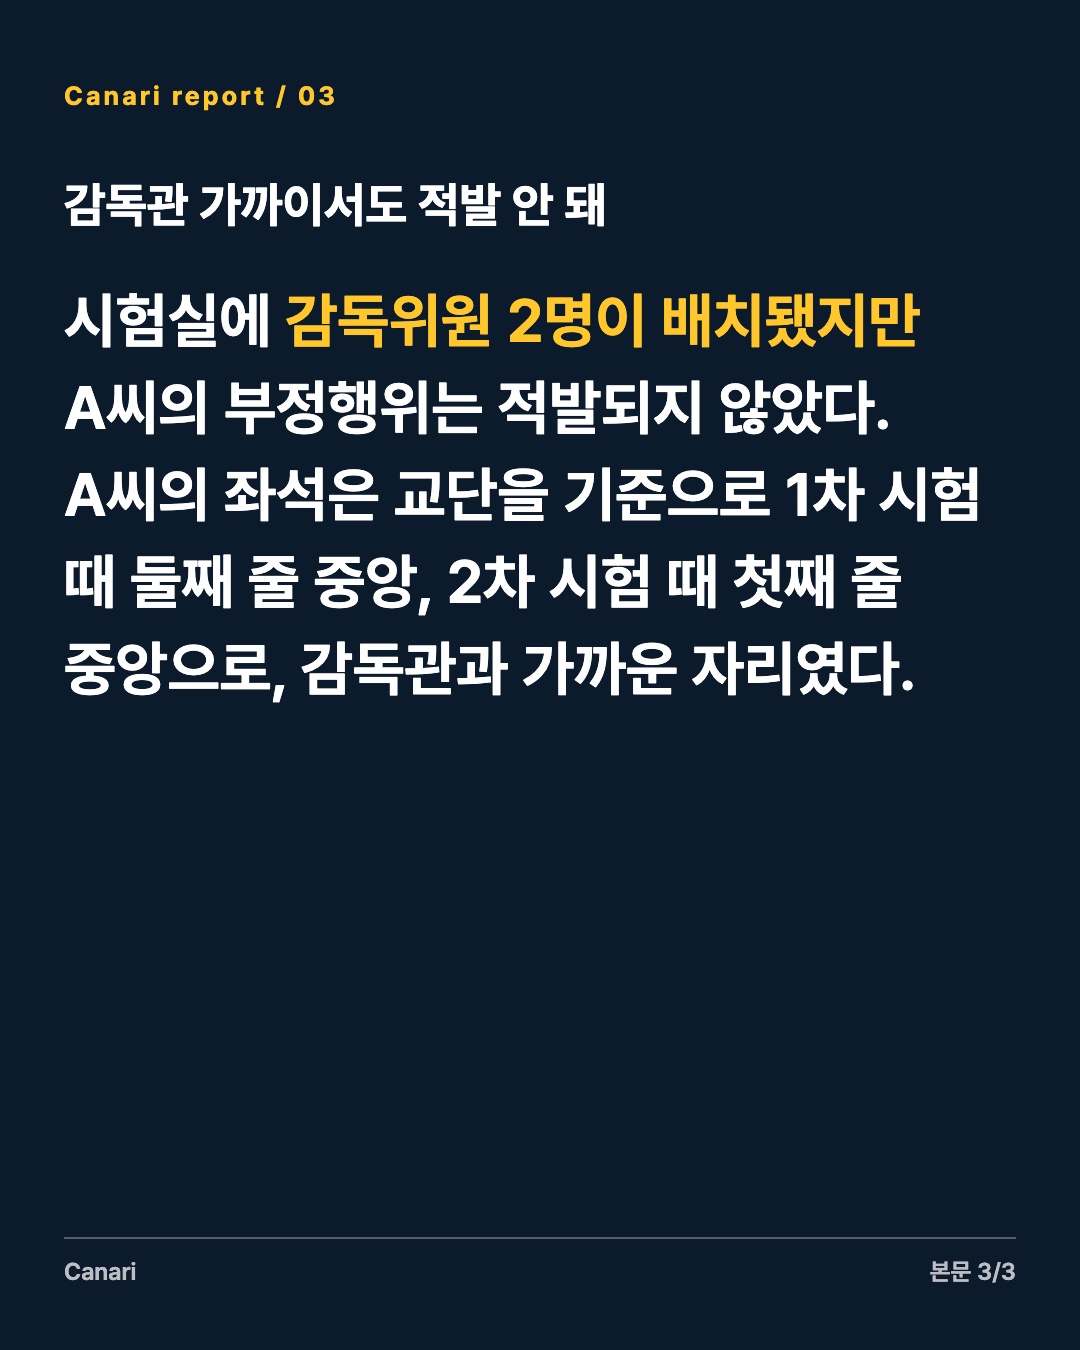 Canari report / 03
감독관 가까이서도 적발 안 돼
시험실에 감독위원 2명이 배치됐지만
A씨의 부정행위는 적발되지 않았다.
A씨의 좌석은 교단을 기준으로 1차 시험
때 둘째 줄 중앙, 2차 시험 때 첫째 줄
중앙으로, 감독관과 가까운 자리였다.
Canari
본문 3/3